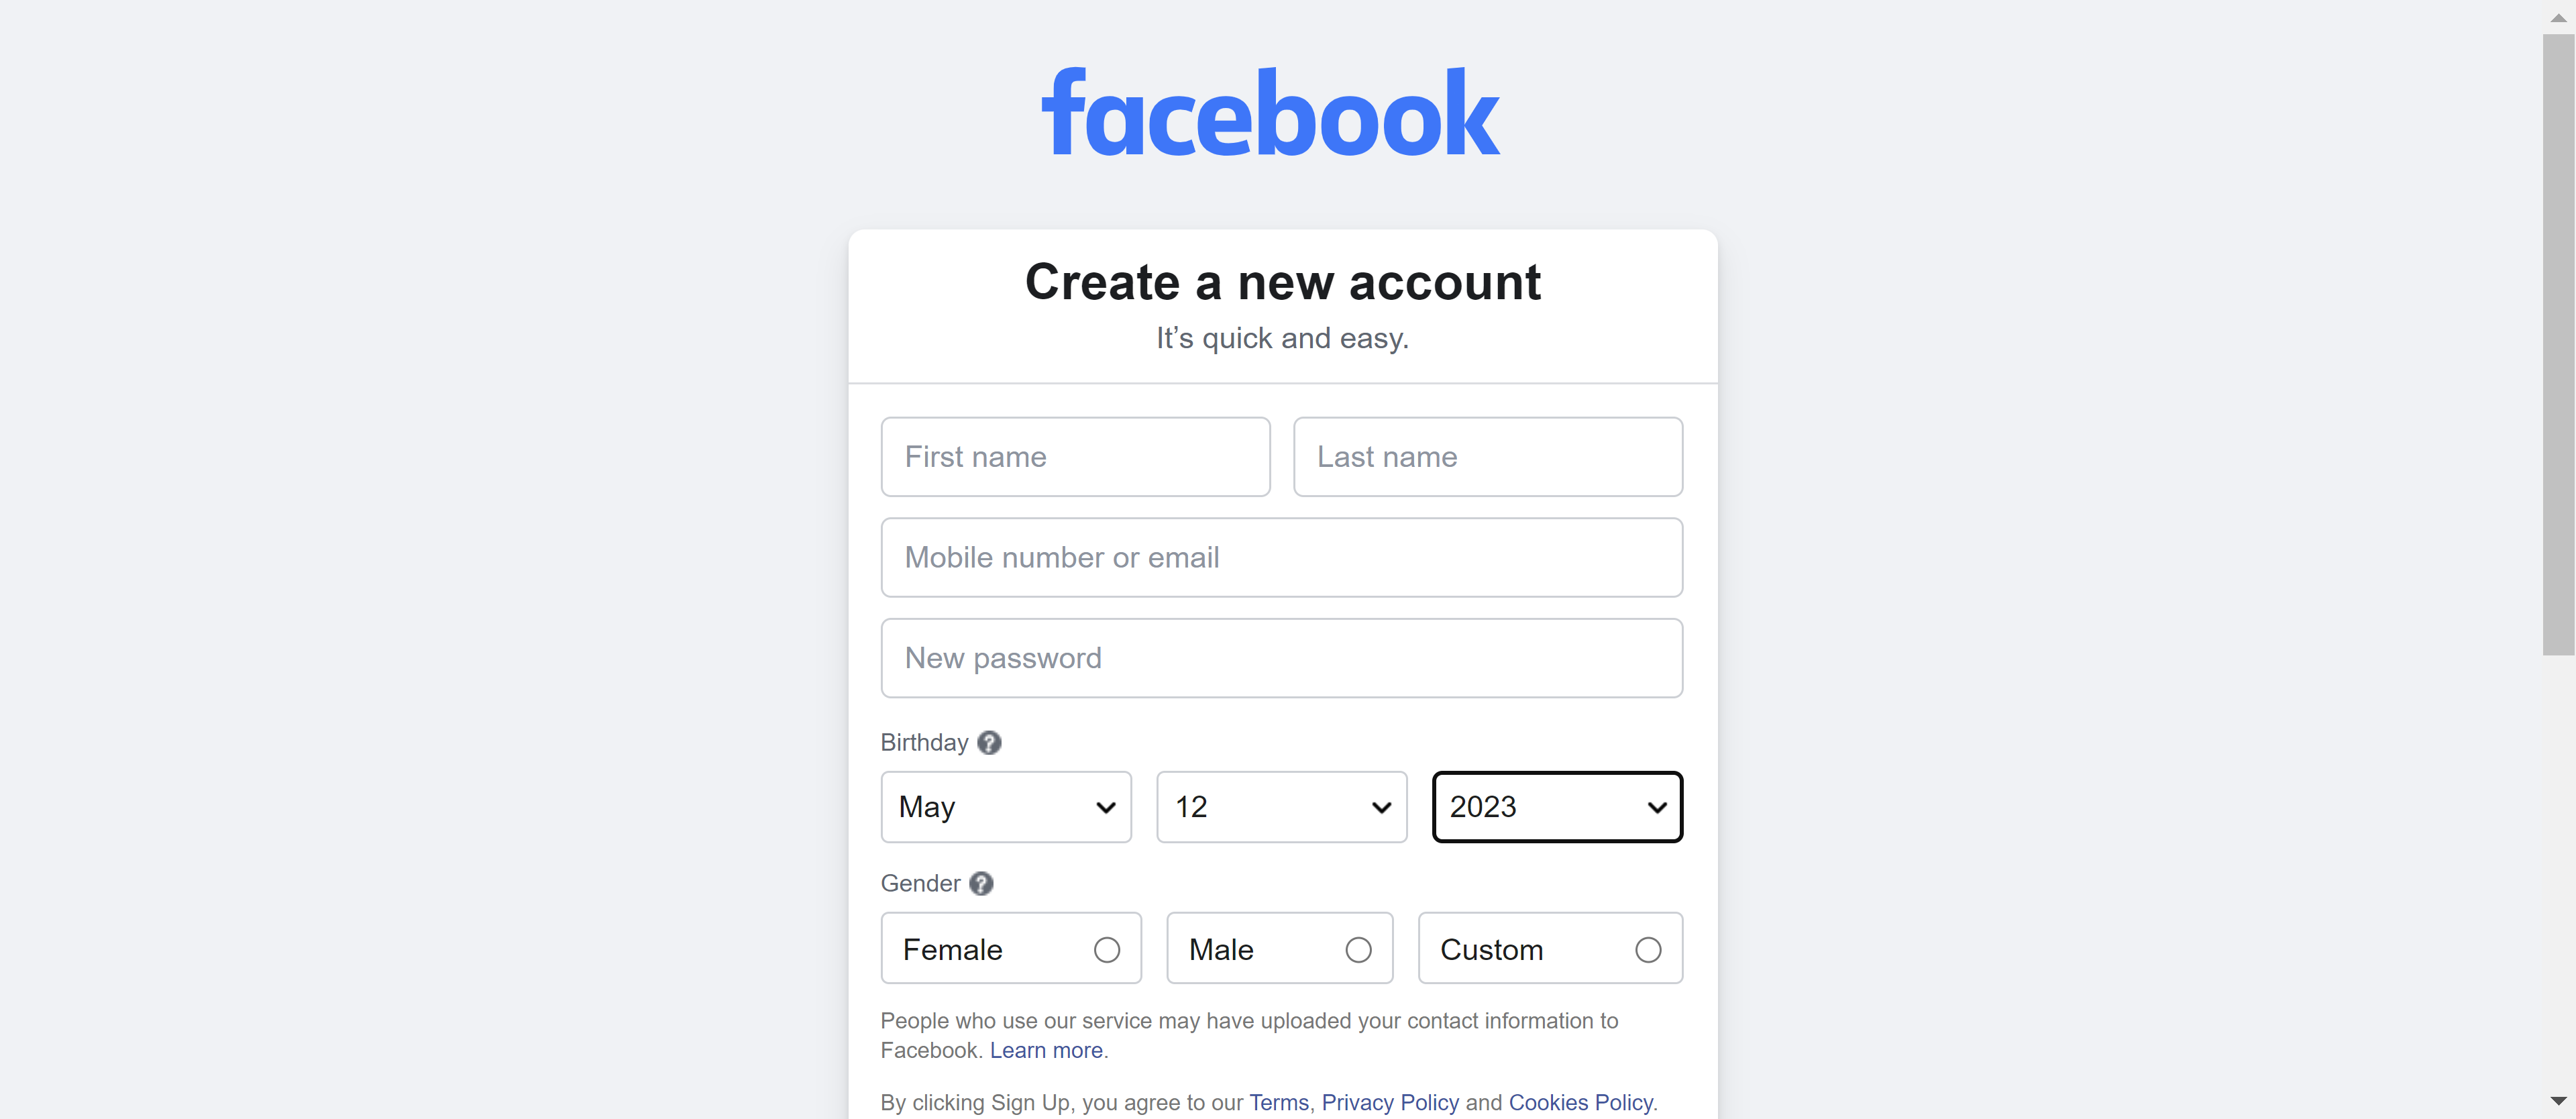 facebook
Create a new account
It’s quick and easy.
First name Last name
Mobile number or email
New password
Birthday ?
May 12 2023
Gender ?
Female Male Custom
People who use our service may have uploaded your contact information to
Facebook. Learn more.
By clicking Sign Up, you agree to our Terms, Privacy Policy and Cookies Policy.